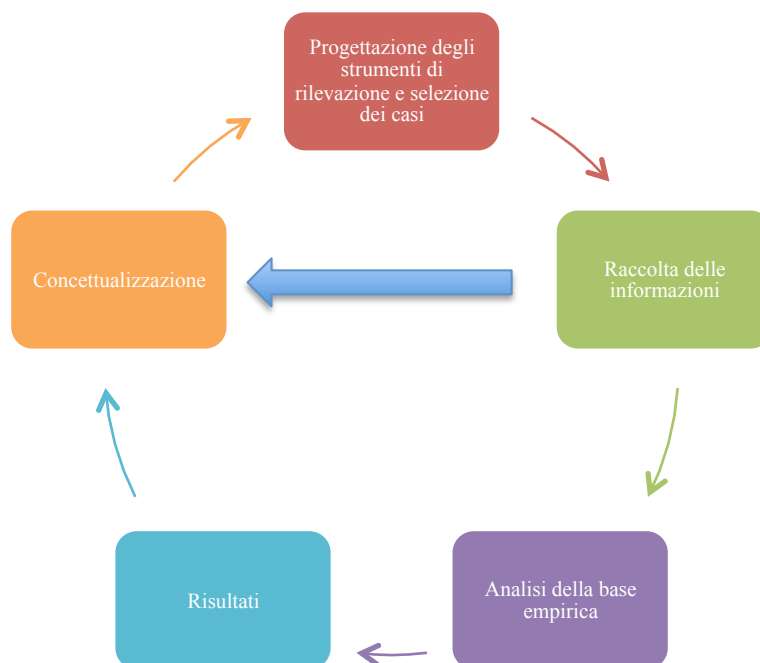 Progettazione degli
strumenti di
rilevazione e selezione
dei casi
Concettualizzazione
Raccolta delle
informazioni
Risultati
Analisi della base
empirica